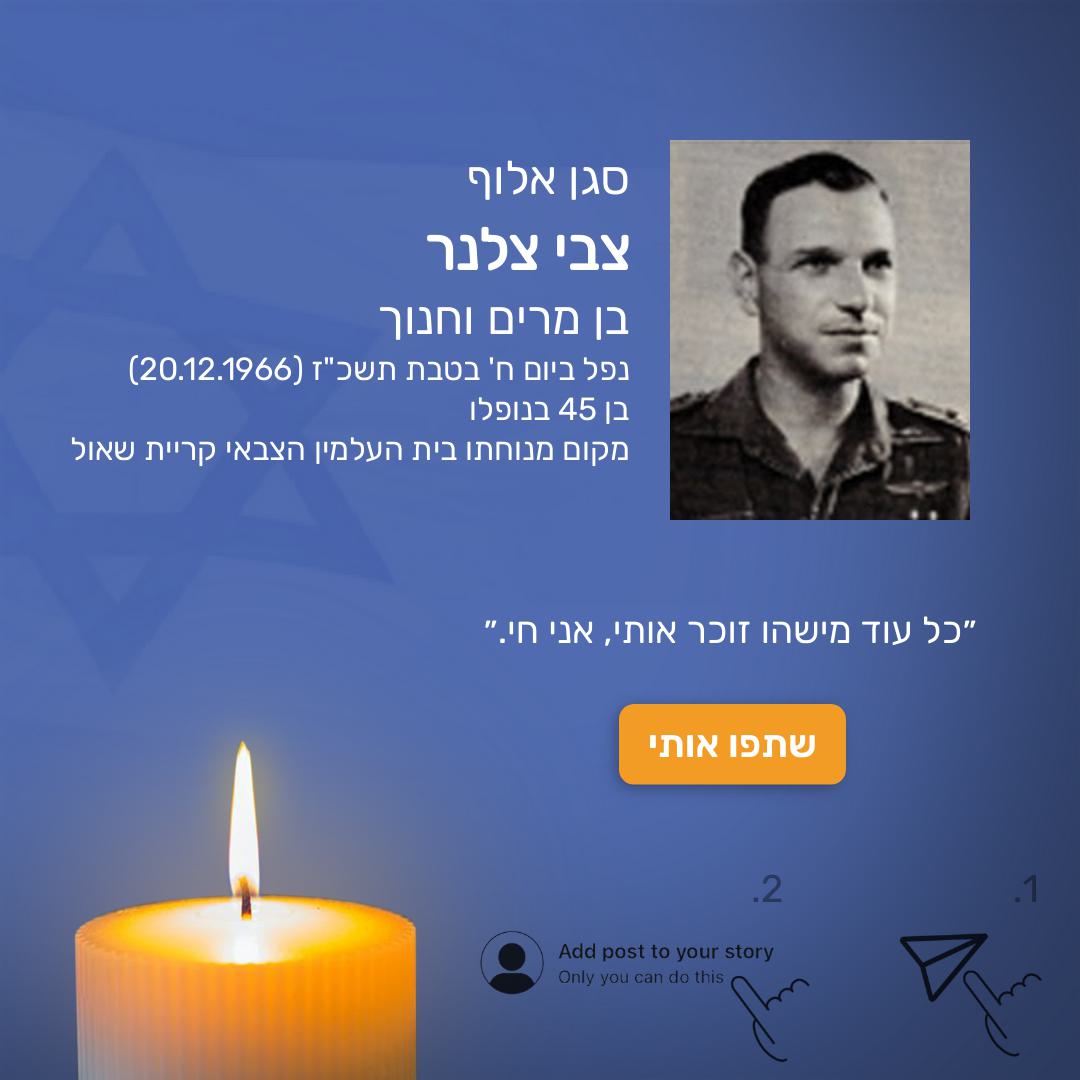 סגן אלוף
צבי צלנר
בן מרים וחנוך
נפל ביום ח' בטבת תשכ"ז (20.12.1966)
בן 45 בנופלו
מקום מנוחתו בית העלמין הצבאי קריית שאול
״כל עוד מישהו זוכר אותי, אני חי.״
שתפו אותי
1.
2.
Add post to your story
Only you can do this